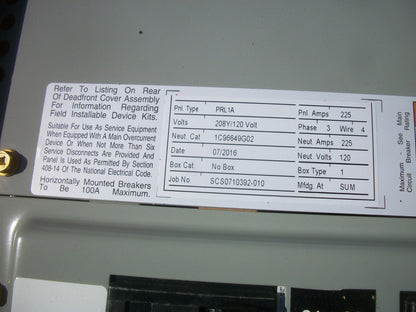 Refer To Listing On Rear
Of Deadfront Cover Assembly
For Information Regarding
Field Installable Device Kits.
Suitable For Use As Service Equipment
When Equipped With A Main Overcurrent
Device Or When Not More Than Six
Service Disconnects Are Provided And
Panel Is Used As Permitted By Section
408-14 Of The National Electrical Code.
Horizontally Mounted Breakers
To Be 100A Maximum.
Pnl. Type PRL1A Pnl. Amps 225
Volts 208Y/120 Volt Phase 3 Wire 4
Neut. Cat 1C96649G02 Neut. Amps 225
Date 07/2016 Neut. Volts 120
Box Cat. No Box Box Type 1
Job No SCS0710392-010 Mfdg At SUM
* Maximum - See Main
Circuit Breaker Rating